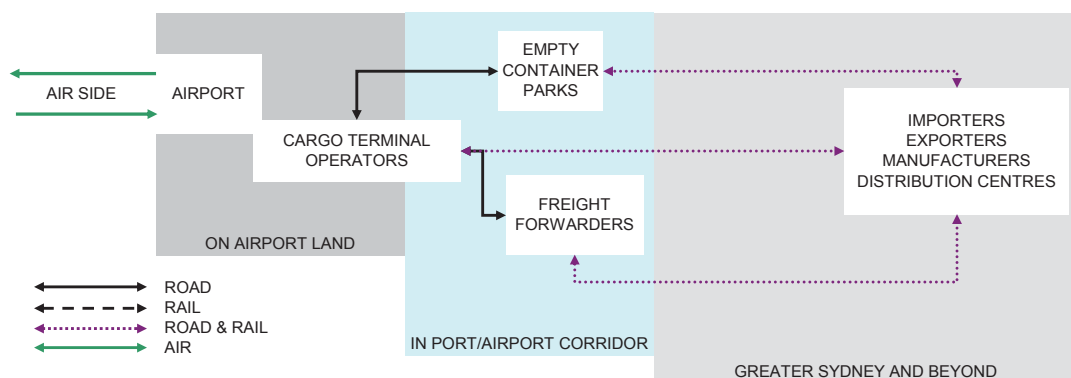 EMPTY
CONTAINER
PARKS
AIR SIDE
AIRPORT
CARGO TERMINAL
OPERATORS
IMPORTERS
EXPORTERS
MANUFACTURERS
DISTRIBUTION CENTRES
FREIGHT
FORWARDERS
ON AIRPORT LAND
ROAD
RAIL
ROAD & RAIL
AIR
IN PORT/AIRPORT CORRIDOR
GREATER SYDNEY AND BEYOND